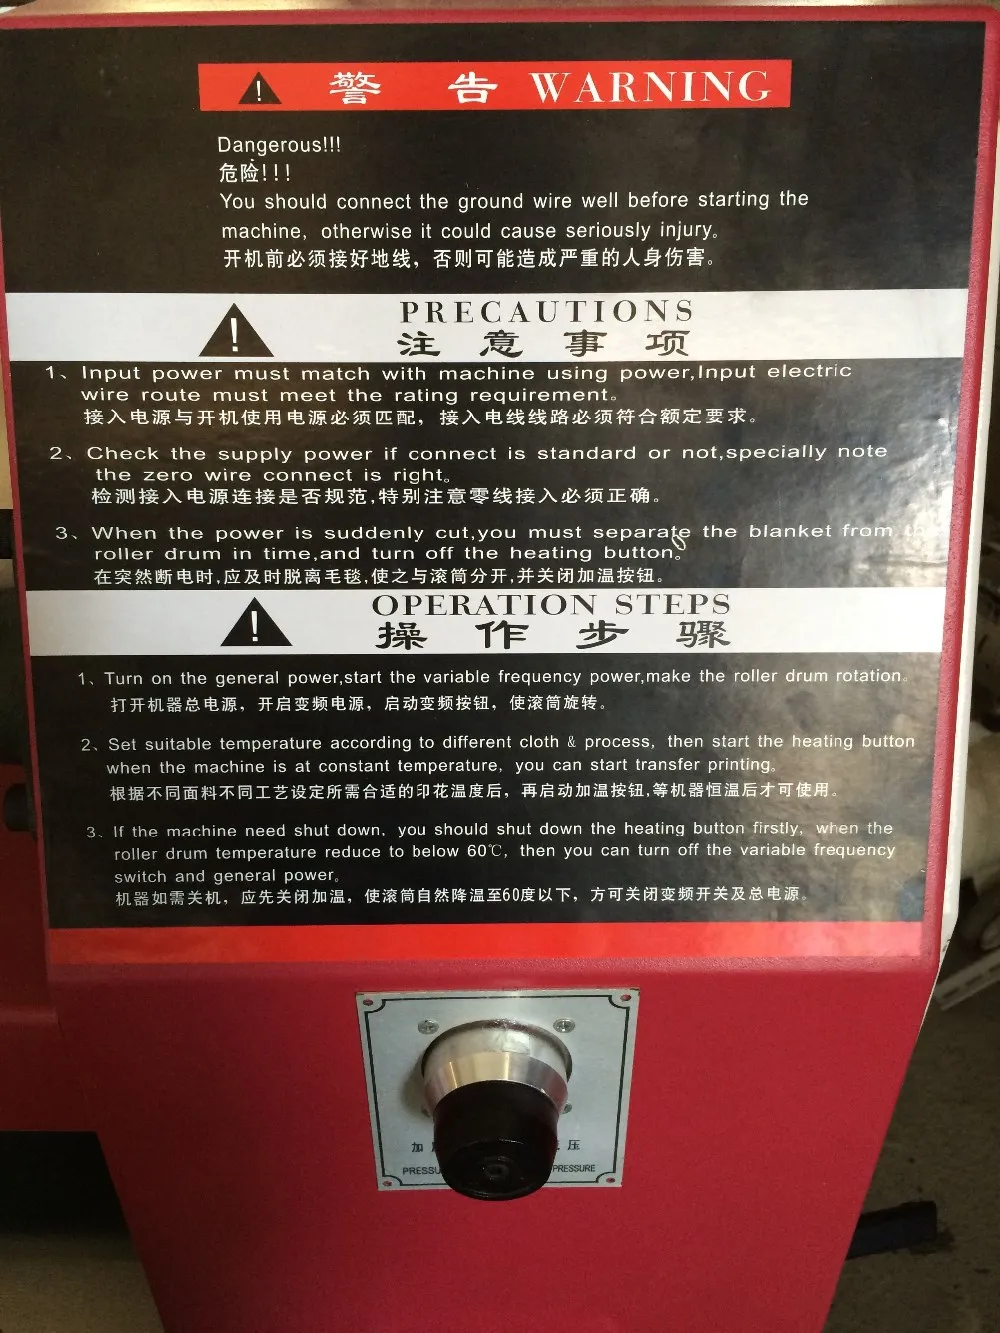 ! 警 告 WARNING
Dangerous!!!
危险!!!
You should connect the ground wire well before starting the
machine, otherwise it could cause seriously injury。
开机前必须接好地线，否则可能造成严重的人身伤害。
! PRECAUTIONS
注 意 事 项
1、Input power must match with machine using power,Input electric
wire route must meet the rating requirement。
接入电源与开机使用电源必须匹配，接入电线线路必须符合额定要求。
2、Check the supply power if connect is standard or not,specially note
the zero wire connect is right。
检测接入电源连接是否规范,特别注意零线接入必须正确。
3、When the power is suddenly cut,you must separate the blanket from the
roller drum in time,and turn off the heating button。
在突然断电时,应及时脱离毛毯,使之与滚筒分开,并关闭加温按钮。
! OPERATION STEPS
操 作 步 骤
1、Turn on the general power,start the variable frequency power,make the roller drum rotation。
打开机器总电源，开启变频电源，启动变频按钮，使滚筒旋转。
2、Set suitable temperature according to different cloth & process, then start the heating button
when the machine is at constant temperature, you can start transfer printing。
根据不同面料不同工艺设定所需合适的印花温度后，再启动加温按钮,等机器恒温后才可使用。
3、If the machine need shut down, you should shut down the heating button firstly, when the
roller drum temperature reduce to below 60℃, then you can turn off the variable frequency
switch and general power。
机器如需关机，应先关闭加温，使滚筒自然降温至60度以下，方可关闭变频开关及总电源。
加 压
PRESSU PRESSURE